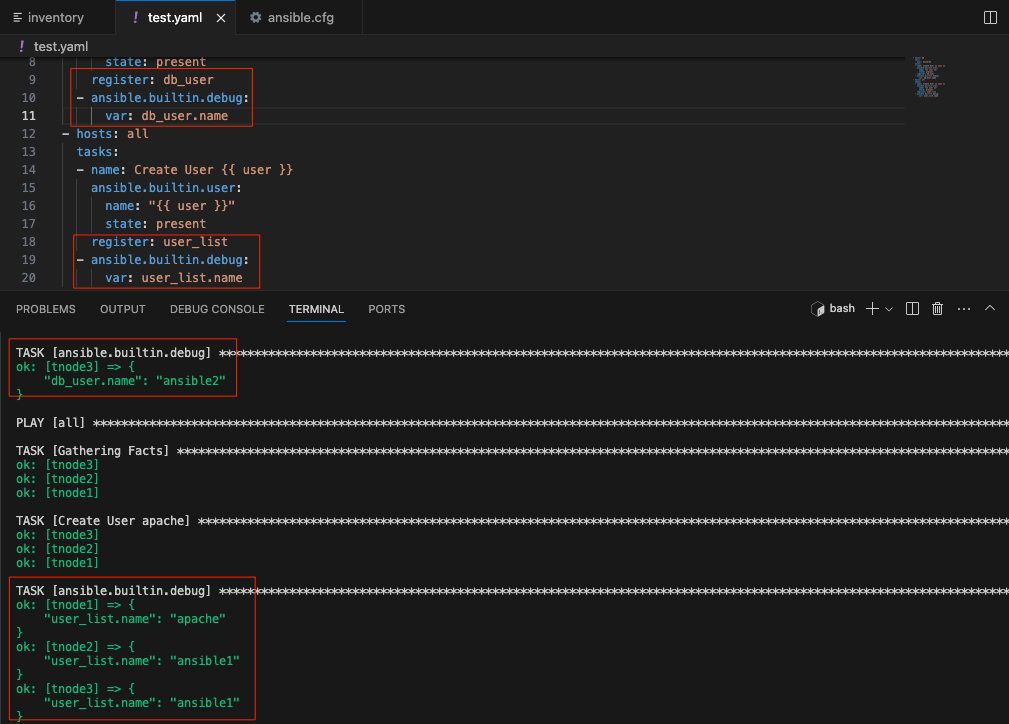 inventory
! test.yaml ×
ansible.cfg
! test.yaml
8 state: present
9 register: db_user
10 - ansible.builtin.debug:
11 var: db_user.name
12 - hosts: all
13 tasks:
14 - name: Create User {{ user }}
15 ansible.builtin.user:
16 name: "{{ user }}"
17 state: present
18 register: user_list
19 - ansible.builtin.debug:
20 var: user_list.name
PROBLEMS OUTPUT DEBUG CONSOLE TERMINAL PORTS bash
TASK [ansible.builtin.debug] ****************************************************************************************************************
ok: [tnode3] => {
"db_user.name": "ansible2"
}
PLAY [all] **********************************************************************************************************************************
TASK [Gathering Facts] **********************************************************************************************************************
ok: [tnode3]
ok: [tnode2]
ok: [tnode1]
TASK [Create User apache] *******************************************************************************************************************
ok: [tnode3]
ok: [tnode2]
ok: [tnode1]
TASK [ansible.builtin.debug] ****************************************************************************************************************
ok: [tnode1] => {
"user_list.name": "apache"
}
ok: [tnode2] => {
"user_list.name": "ansible1"
}
ok: [tnode3] => {
"user_list.name": "ansible1"
}